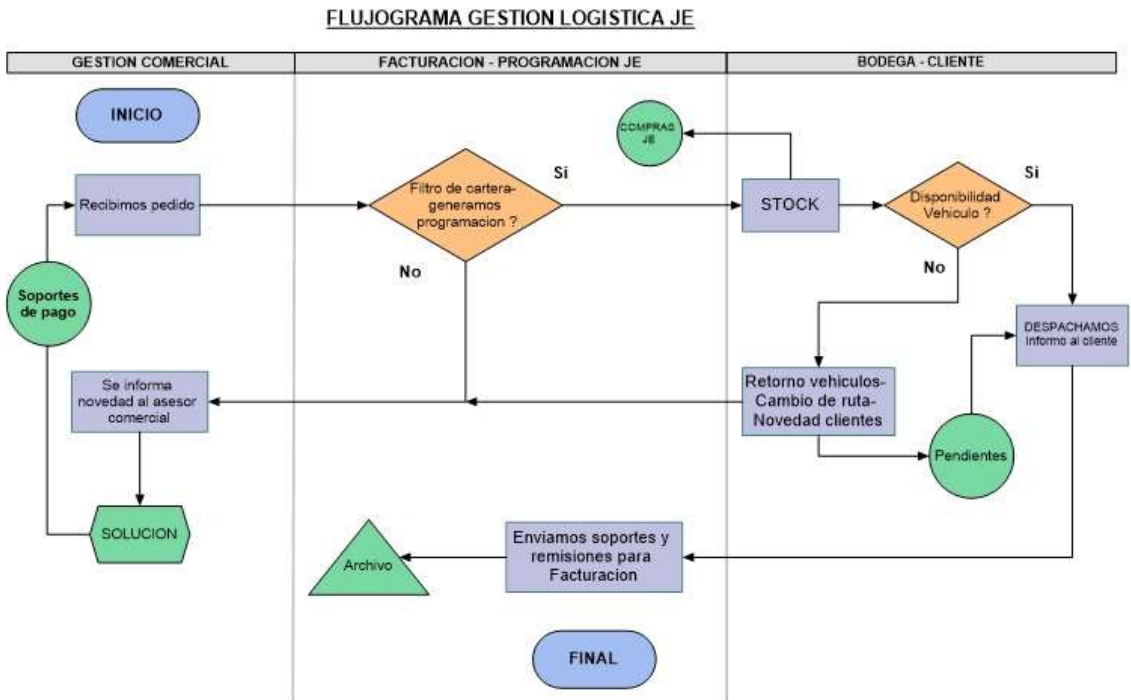 FLUJOGRAMA GESTION LOGISTICA JE
GESTION COMERCIAL
FACTURACION - PROGRAMACION JE
BODEGA - CLIENTE
INICIO
COMPRAS
JE
Recibimos pedido
Filtro de cartera-
generamos
programacion ?
Si
STOCK
Disponibilidad
Vehiculo ?
Si
No
No
Soportes
de pago
DESPACHAMOS
Informo al cliente
Se informa
novedad al asesor
comercial
Retorno vehiculos-
Cambio de ruta-
Novedad clientes
Pendientes
SOLUCION
Archivo
Enviamos soportes y
remisiones para
Facturacion
FINAL